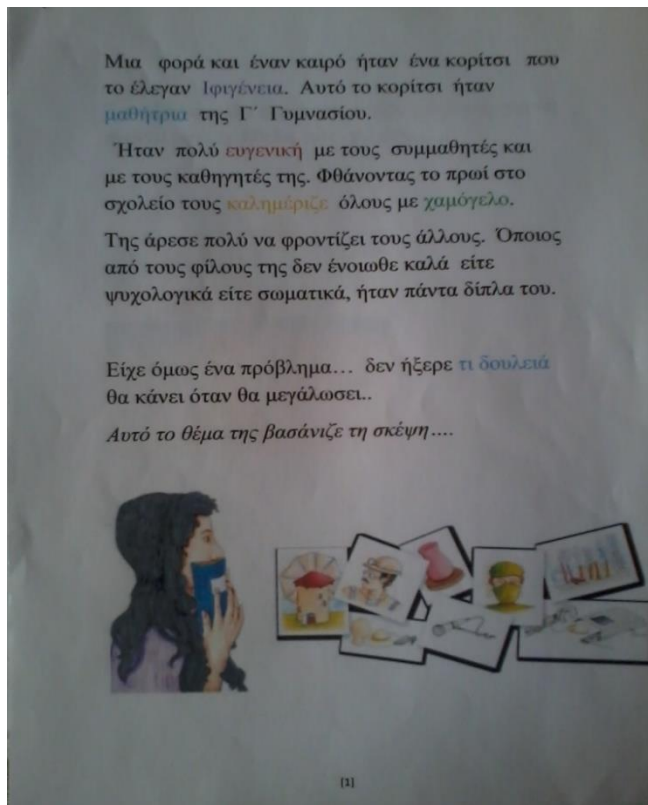 Μια φορά και έναν καιρό ήταν ένα κορίτσι που
το έλεγαν Ιφιγένεια. Αυτό το κορίτσι ήταν
μαθήτρια της Γ΄ Γυμνασίου.
Ήταν πολύ ευγενική με τους συμμαθητές και
με τους καθηγητές της. Φθάνοντας το πρωί στο
σχολείο τους καλημέριζε όλους με χαμόγελο.
Της άρεσε πολύ να φροντίζει τους άλλους. Όποιος
από τους φίλους της δεν ένοιωθε καλά είτε
ψυχολογικά είτε σωματικά, ήταν πάντα δίπλα του.
Είχε όμως ένα πρόβλημα… δεν ήξερε τι δουλειά
θα κάνει όταν θα μεγάλωσει..
Αυτό το θέμα της βασάνιζε τη σκέψη….
[1]